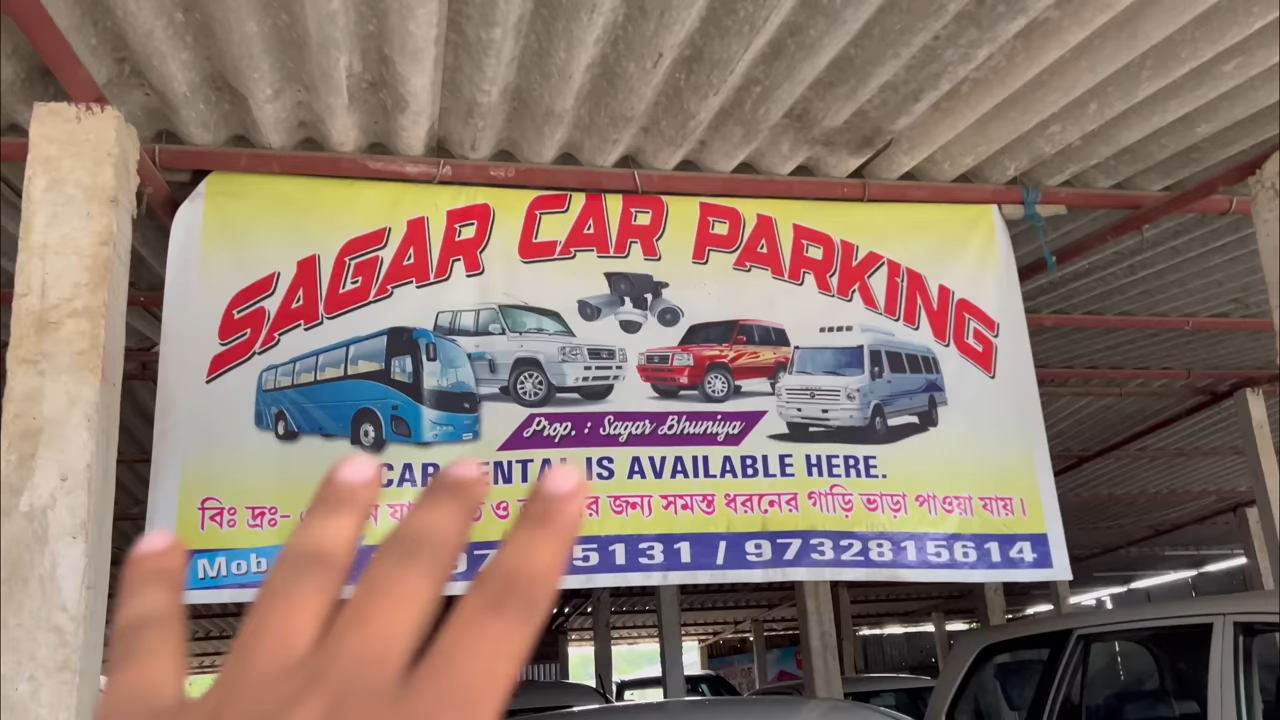 SAGAR CAR PARKING
Prop. : Sagar Bhuniya
CAR RENTAL IS AVAILABLE HERE.
বিঃ দ্রঃ- ও জন্য সমস্ত ধরনের গাড়ি ভাড়া পাওয়া যায়।
Mob 5131 / 9732815614